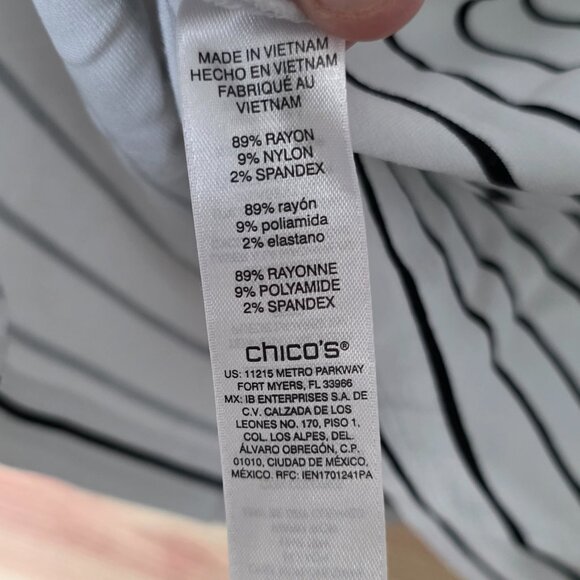 MADE IN VIETNAM
HECHO EN VIETNAM
FABRIQUÉ AU
VIETNAM
89% RAYON
9% NYLON
2% SPANDEX
89% rayón
9% poliamida
2% elastano
89% RAYONNE
9% POLYAMIDE
2% SPANDEX
chico's®
US: 11215 METRO PARKWAY
FORT MYERS, FL 33966
MX: IB ENTERPRISES S.A. DE
C.V. CALZADA DE LOS
LEONES NO. 170, PISO 1,
COL. LOS ALPES, DEL.
ÁLVARO OBREGÓN, C.P.
01010, CIUDAD DE MÉXICO,
MÉXICO. RFC: IEN1701241PA